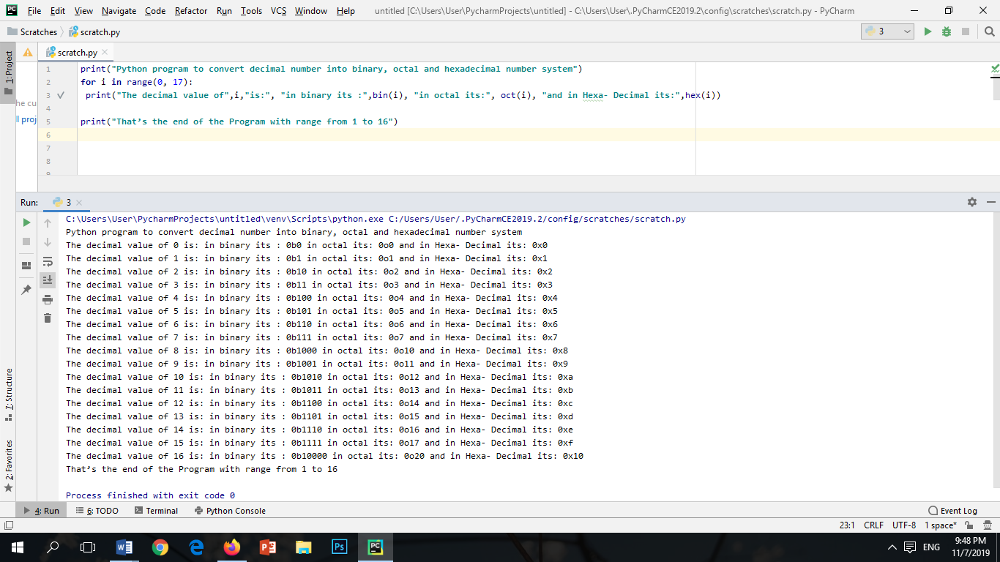 PC File Edit View Navigate Code Refactor Run Tools VCS Window Help untitled [C:\Users\User\PycharmProjects\untitled] - C:\Users\User\.PyCharmCE2019.2\config\scratches\scratch.py - PyCharm
Scratches scratch.py 3
1: Project
scratch.py
he cu
l proj
1 print("Python program to convert decimal number into binary, octal and hexadecimal number system")
2 for i in range(0, 17):
3 print("The decimal value of",i,"is:", "in binary its :",bin(i), "in octal its:", oct(i), "and in Hexa- Decimal its:",hex(i))
4
5 print("That’s the end of the Program with range from 1 to 16")
6
7
8
9
Run: 3
C:\Users\User\PycharmProjects\untitled\venv\Scripts\python.exe C:/Users/User/.PyCharmCE2019.2/config/scratches/scratch.py
Python program to convert decimal number into binary, octal and hexadecimal number system
The decimal value of 0 is: in binary its : 0b0 in octal its: 0o0 and in Hexa- Decimal its: 0x0
The decimal value of 1 is: in binary its : 0b1 in octal its: 0o1 and in Hexa- Decimal its: 0x1
The decimal value of 2 is: in binary its : 0b10 in octal its: 0o2 and in Hexa- Decimal its: 0x2
The decimal value of 3 is: in binary its : 0b11 in octal its: 0o3 and in Hexa- Decimal its: 0x3
The decimal value of 4 is: in binary its : 0b100 in octal its: 0o4 and in Hexa- Decimal its: 0x4
The decimal value of 5 is: in binary its : 0b101 in octal its: 0o5 and in Hexa- Decimal its: 0x5
The decimal value of 6 is: in binary its : 0b110 in octal its: 0o6 and in Hexa- Decimal its: 0x6
The decimal value of 7 is: in binary its : 0b111 in octal its: 0o7 and in Hexa- Decimal its: 0x7
The decimal value of 8 is: in binary its : 0b1000 in octal its: 0o10 and in Hexa- Decimal its: 0x8
The decimal value of 9 is: in binary its : 0b1001 in octal its: 0o11 and in Hexa- Decimal its: 0x9
The decimal value of 10 is: in binary its : 0b1010 in octal its: 0o12 and in Hexa- Decimal its: 0xa
The decimal value of 11 is: in binary its : 0b1011 in octal its: 0o13 and in Hexa- Decimal its: 0xb
The decimal value of 12 is: in binary its : 0b1100 in octal its: 0o14 and in Hexa- Decimal its: 0xc
The decimal value of 13 is: in binary its : 0b1101 in octal its: 0o15 and in Hexa- Decimal its: 0xd
The decimal value of 14 is: in binary its : 0b1110 in octal its: 0o16 and in Hexa- Decimal its: 0xe
The decimal value of 15 is: in binary its : 0b1111 in octal its: 0o17 and in Hexa- Decimal its: 0xf
The decimal value of 16 is: in binary its : 0b10000 in octal its: 0o20 and in Hexa- Decimal its: 0x10
That’s the end of the Program with range from 1 to 16
Process finished with exit code 0
7: Structure
2: Favorites
4: Run 6: TODO Terminal Python Console Event Log
23:1 CRLF UTF-8 1 space*
W P Ps PC ENG 9:48 PM
11/7/2019